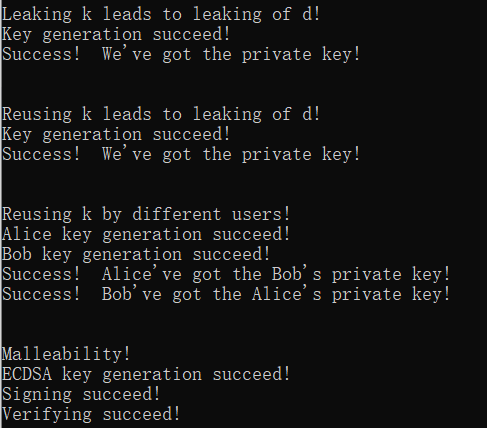 Leaking k leads to leaking of d!
Key generation succeed!
Success!  We've got the private key!
Reusing k leads to leaking of d!
Key generation succeed!
Success!  We've got the private key!
Reusing k by different users!
Alice key generation succeed!
Bob key generation succeed!
Success!  Alice've got the Bob's private key!
Success!  Bob've got the Alice's private key!
Malleability!
ECDSA key generation succeed!
Signing succeed!
Verifying succeed!